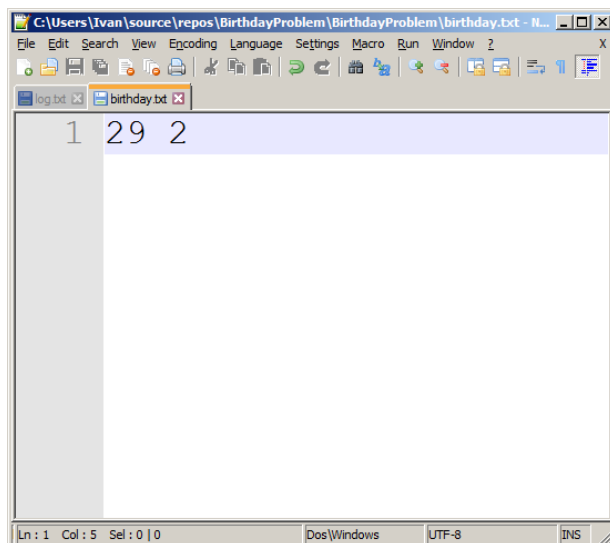 C:\Users\Ivan\source\repos\BirthdayProblem\BirthdayProblem\birthday.txt - N...
File Edit Search View Encoding Language Settings Macro Run Window ? X
log.txt birthday.txt
1 29 2
Ln : 1 Col : 5 Sel : 0 | 0 Dos\Windows UTF-8 INS